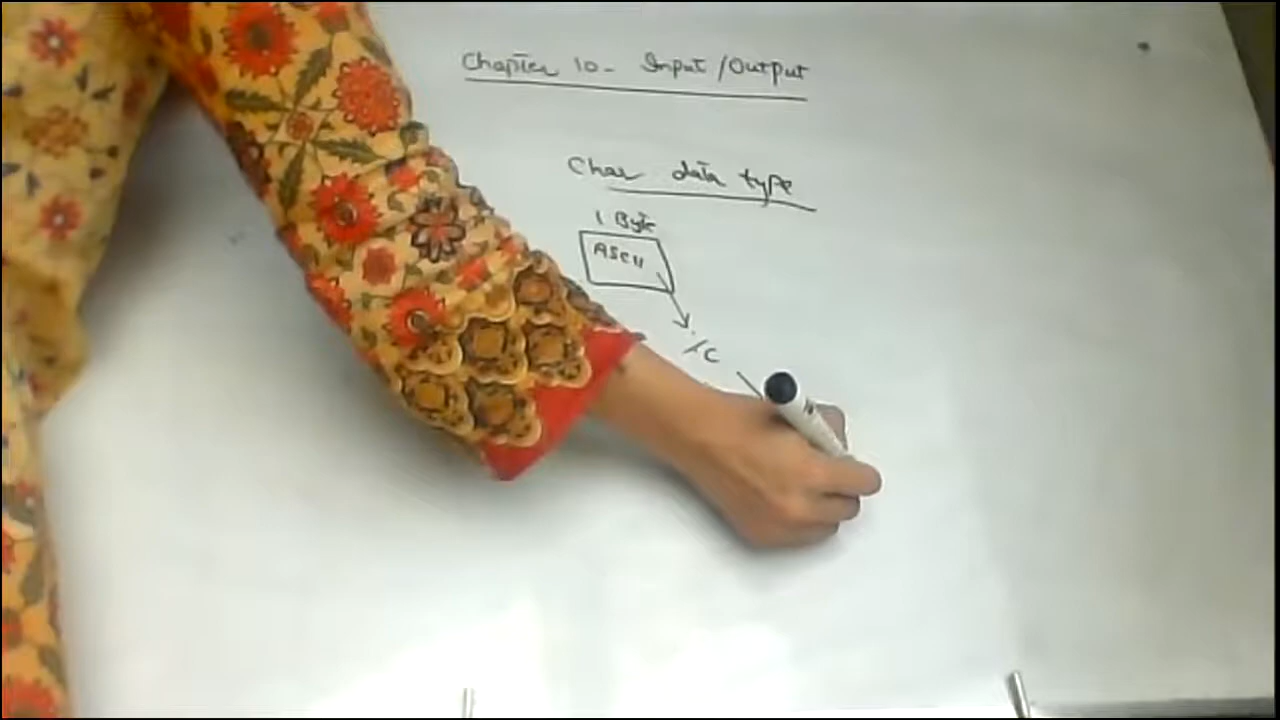 Chapter 10- Input/Output
Char data type
1 Byte
ASCII
%C